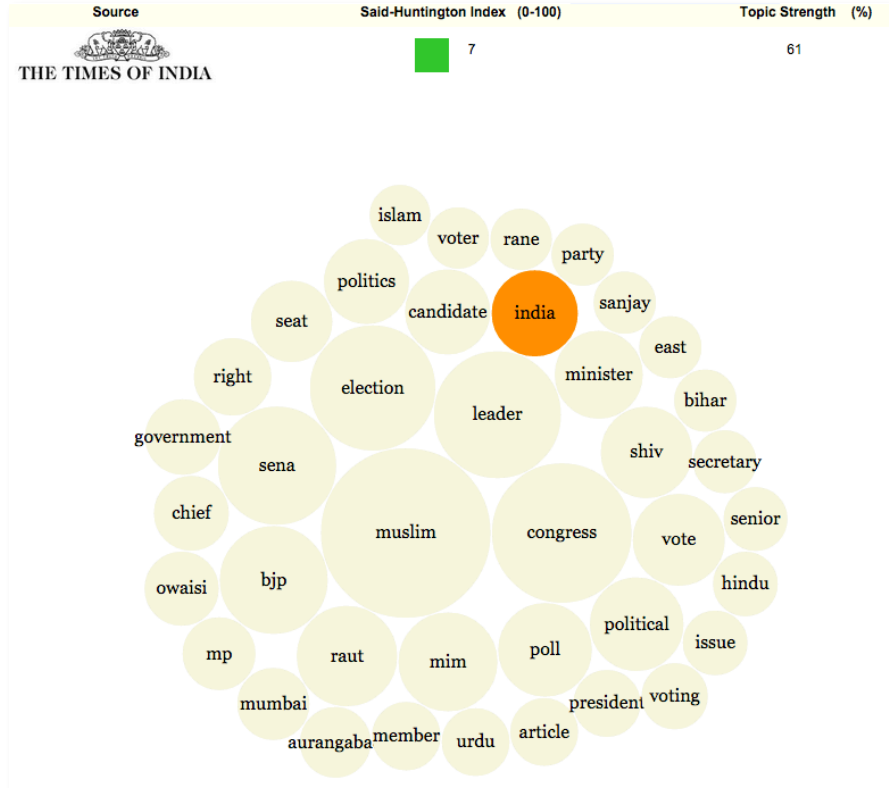 Source Said-Huntington Index (0-100) Topic Strength (%)
7 61
THE TIMES OF INDIA
islam
voter
rane
party
politics
candidate
india
sanjay
seat
east
right
election
minister
leader
bihar
government
sena
shiv
secretary
chief
muslim
congress
vote
senior
owaisi
bjp
hindu
political
mp
raut
mim
poll
issue
mumbai
president
voting
aurangaba
member
urdu
article